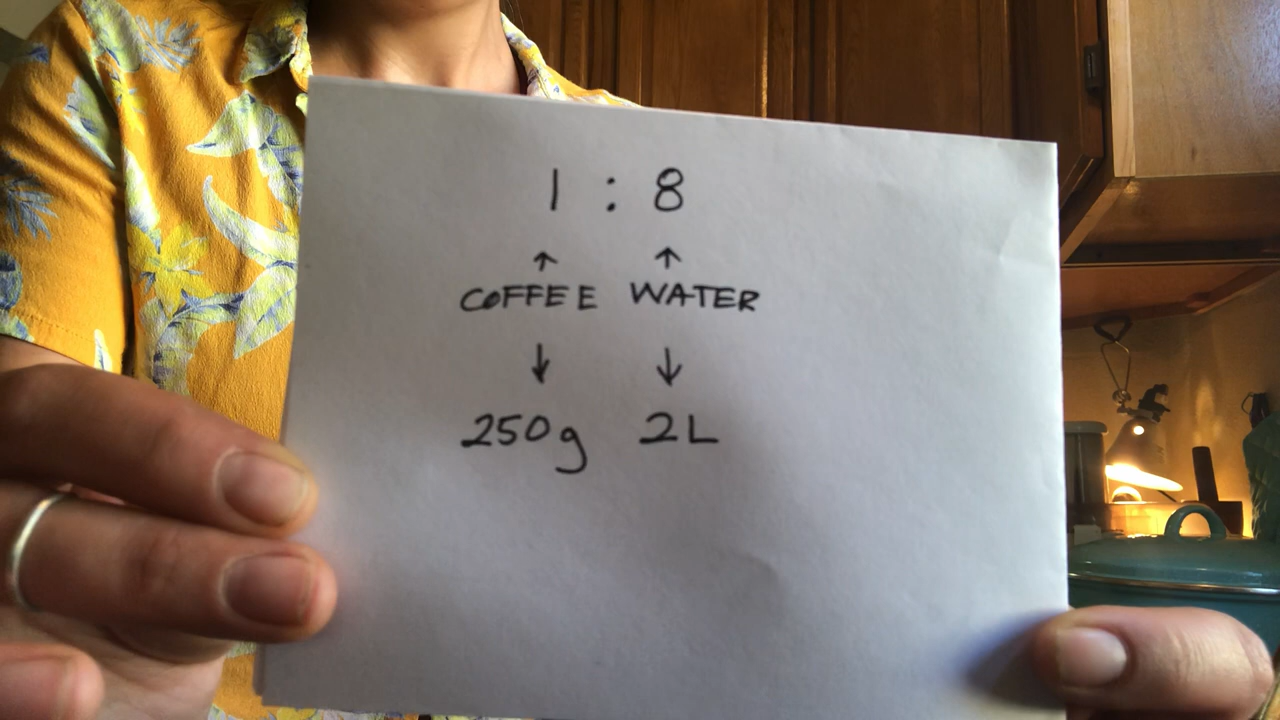 1 : 8
↑ ↑
COFFEE WATER
↓ ↓
250g 2L